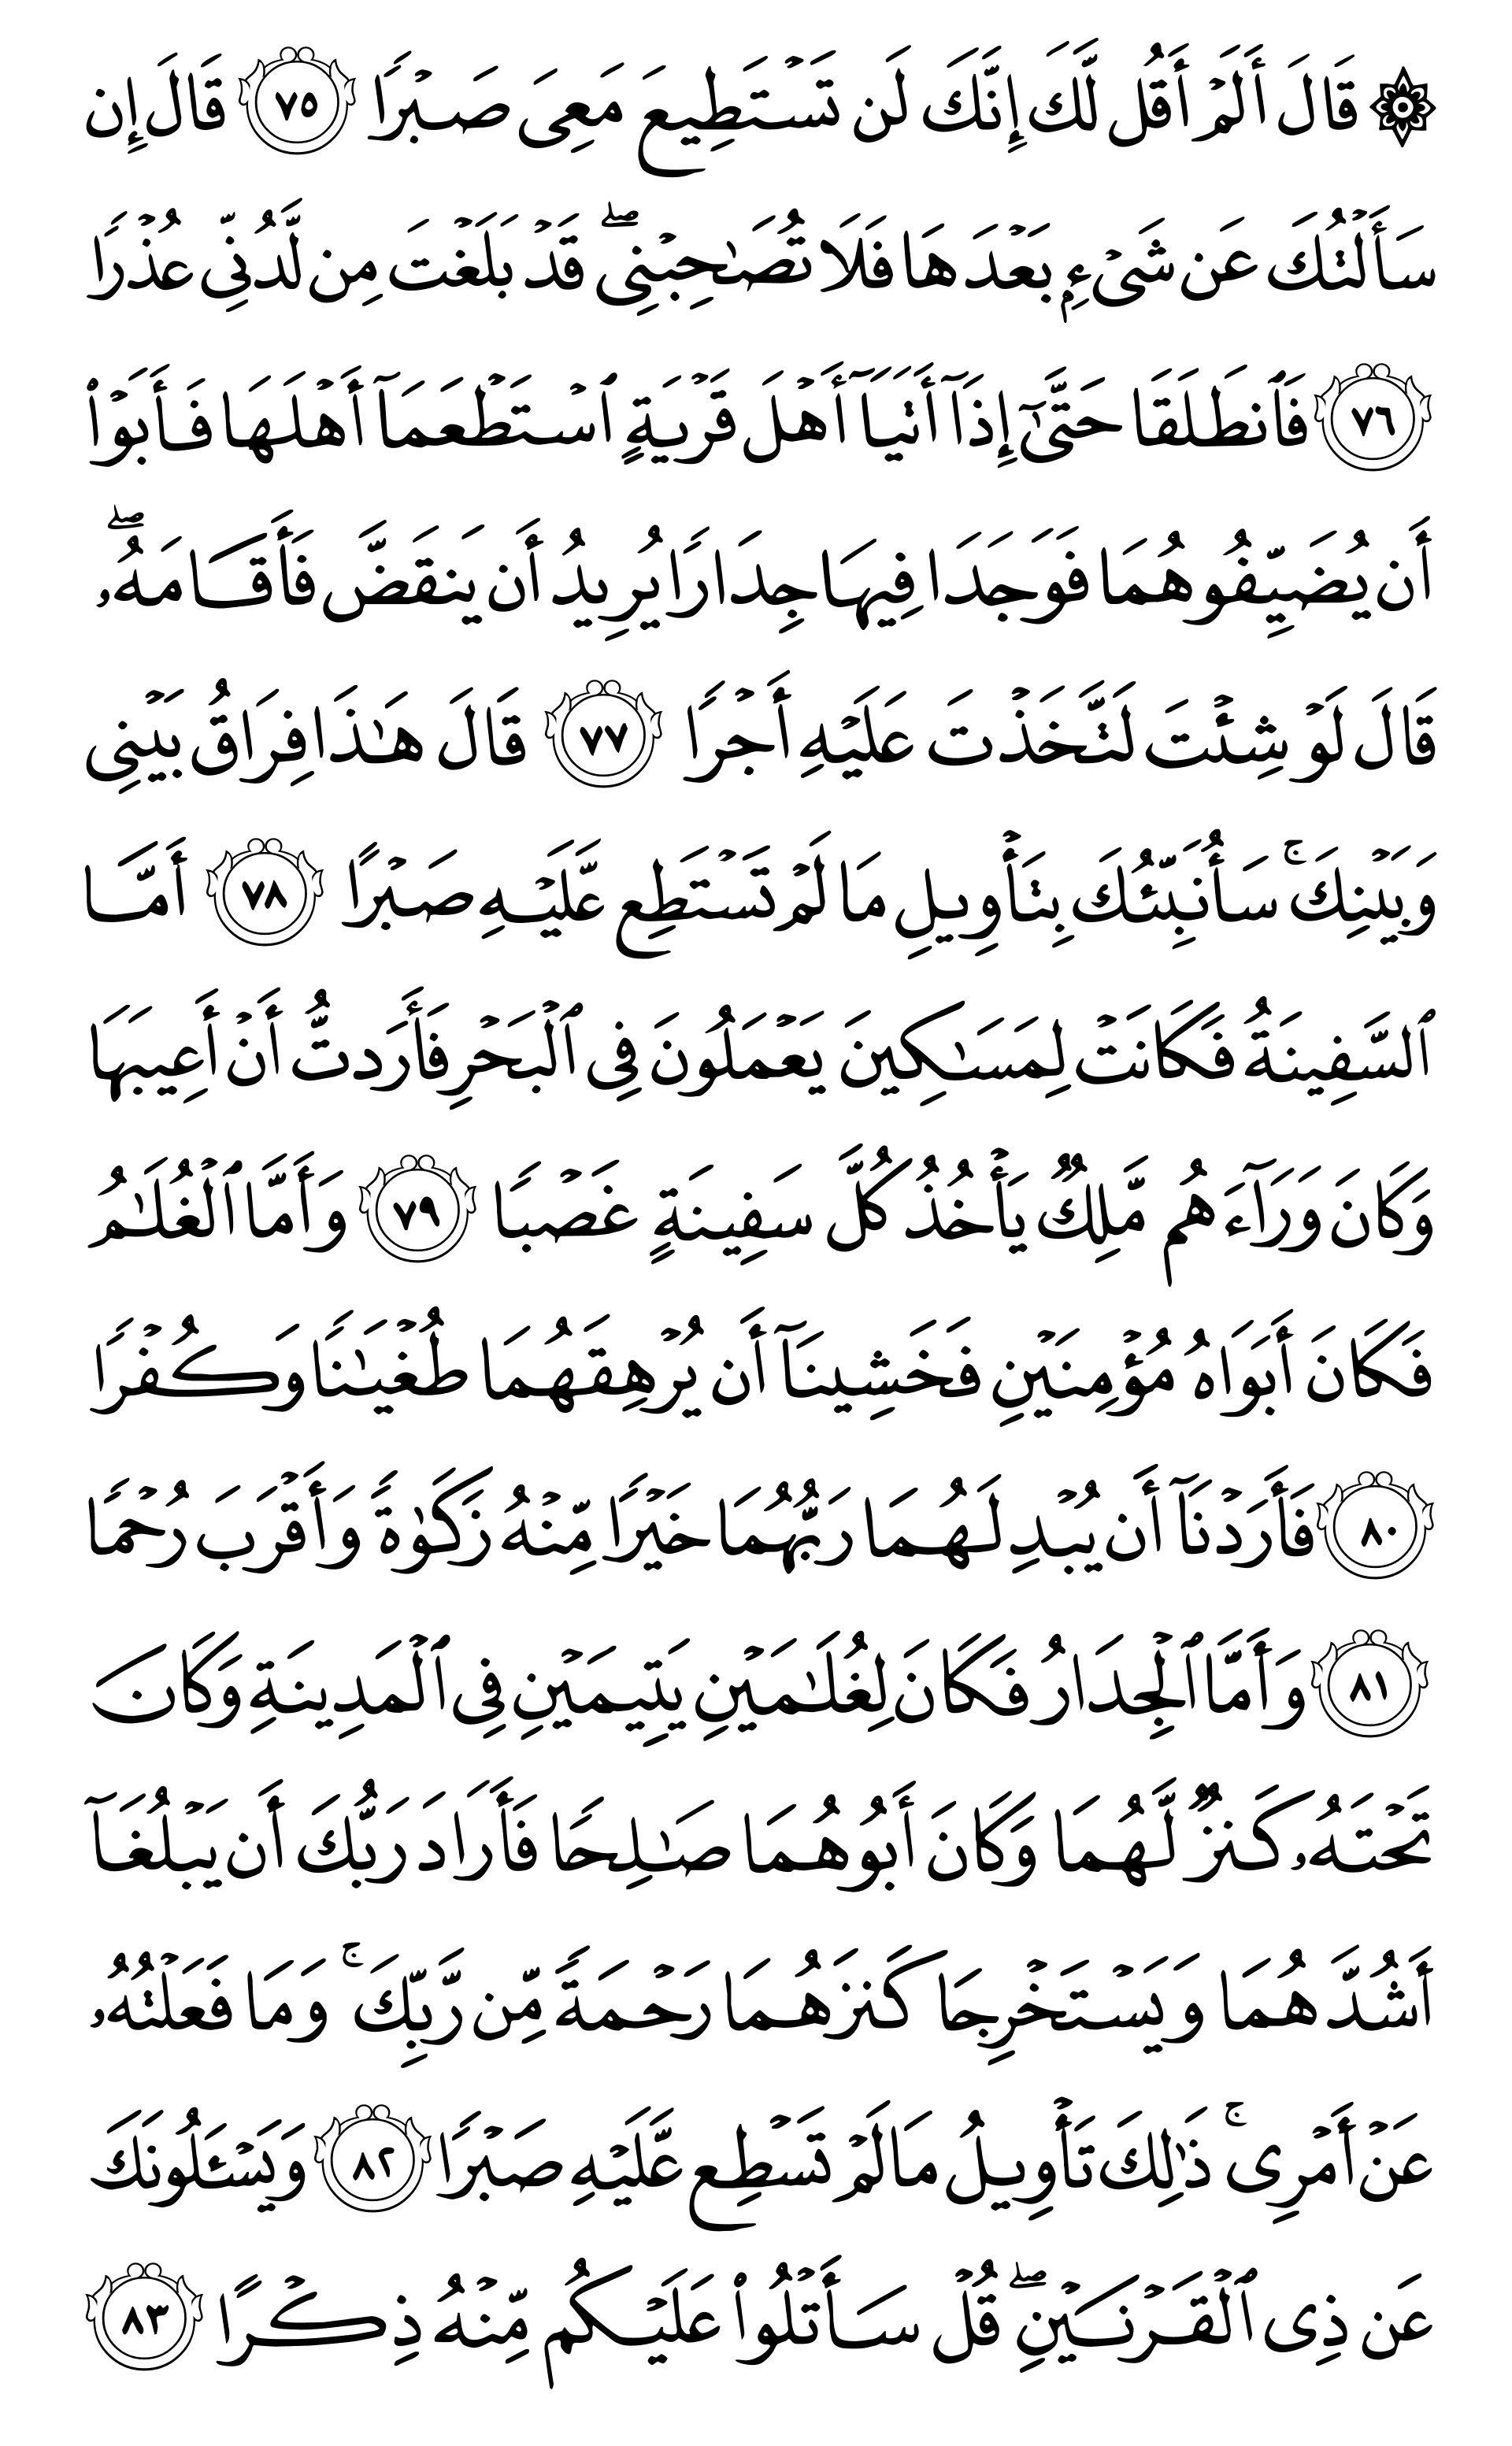 ۞ قَالَ أَلَمۡ أَقُل لَّكَ إِنَّكَ لَن تَسۡتَطِيعَ مَعِيَ صَبۡرٗا ٧٥ قَالَ إِن
سَأَلۡتُكَ عَن شَيۡءِۭ بَعۡدَهَا فَلَا تُصَٰحِبۡنِيۖ قَدۡ بَلَغۡتَ مِن لَّدُنِّي عُذۡرٗا
٧٦ فَٱنطَلَقَا حَتَّىٰٓ إِذَآ أَتَيَآ أَهۡلَ قَرۡيَةٍ ٱسۡتَطۡعَمَآ أَهۡلَهَا فَأَبَوۡاْ
أَن يُضَيِّفُوهُمَا فَوَجَدَا فِيهَا جِدَارٗا يُرِيدُ أَن يَنقَضَّ فَأَقَامَهُۥۖ
قَالَ لَوۡ شِئۡتَ لَتَّخَذۡتَ عَلَيۡهِ أَجۡرٗا ٧٧ قَالَ هَٰذَا فِرَاقُ بَيۡنِي
وَبَيۡنِكَۚ سَأُنَبِّئُكَ بِتَأۡوِيلِ مَا لَمۡ تَسۡتَطِع عَّلَيۡهِ صَبۡرًا ٧٨ أَمَّا
ٱلسَّفِينَةُ فَكَانَتۡ لِمَسَٰكِينَ يَعۡمَلُونَ فِي ٱلۡبَحۡرِ فَأَرَدتُّ أَنۡ أَعِيبَهَا
وَكَانَ وَرَآءَهُم مَّلِكٞ يَأۡخُذُ كُلَّ سَفِينَةٍ غَصۡبٗا ٧٩ وَأَمَّا ٱلۡغُلَٰمُ
فَكَانَ أَبَوَاهُ مُؤۡمِنَيۡنِ فَخَشِينَآ أَن يُرۡهِقَهُمَا طُغۡيَٰنٗا وَكُفۡرٗا
٨٠ فَأَرَدۡنَآ أَن يُبۡدِلَهُمَا رَبُّهُمَا خَيۡرٗا مِّنۡهُ زَكَوٰةٗ وَأَقۡرَبَ رُحۡمٗا
٨١ وَأَمَّا ٱلۡجِدَارُ فَكَانَ لِغُلَٰمَيۡنِ يَتِيمَيۡنِ فِي ٱلۡمَدِينَةِ وَكَانَ
تَحۡتَهُۥ كَنزٞ لَّهُمَا وَكَانَ أَبُوهُمَا صَٰلِحٗا فَأَرَادَ رَبُّكَ أَن يَبۡلُغَآ
أَشُدَّهُمَا وَيَسۡتَخۡرِجَا كَنزَهُمَا رَحۡمَةٗ مِّن رَّبِّكَۚ وَمَا فَعَلۡتُهُۥ
عَنۡ أَمۡرِيۚ ذَٰلِكَ تَأۡوِيلُ مَا لَمۡ تَسۡطِع عَّلَيۡهِ صَبۡرٗا ٨٢ وَيَسۡـَٔلُونَكَ
عَن ذِي ٱلۡقَرۡنَيۡنِۖ قُلۡ سَأَتۡلُواْ عَلَيۡكُم مِّنۡهُ ذِكۡرًا ٨٣